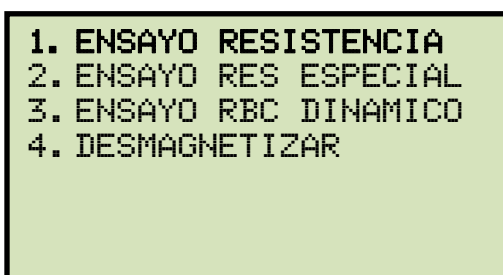 1. ENSAYO RESISTENCIA
2. ENSAYO RES ESPECIAL
3. ENSAYO RBC DINAMICO
4. DESMAGNETIZAR